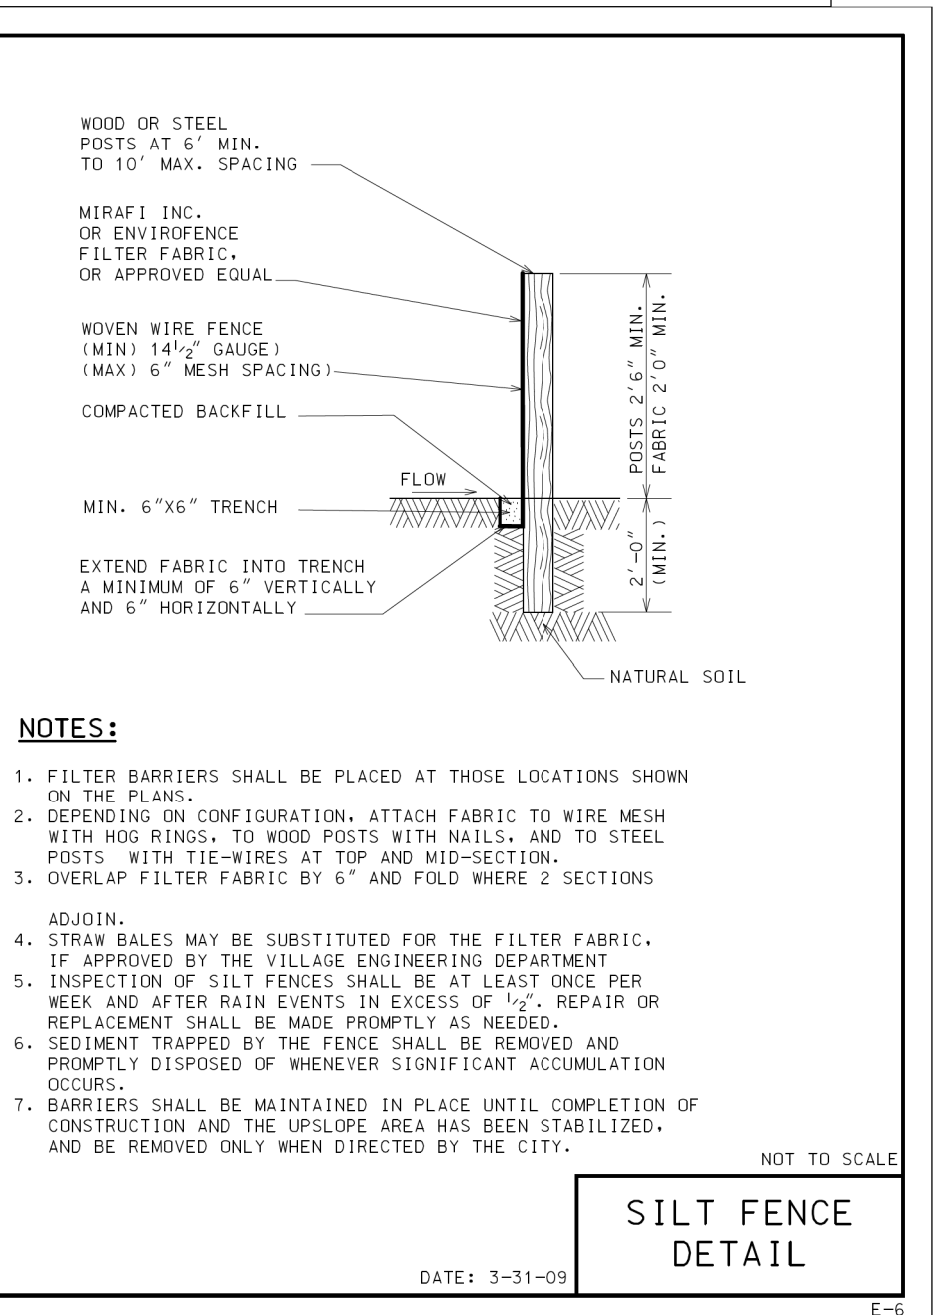 WOOD OR STEEL
POSTS AT 6' MIN.
TO 10' MAX. SPACING
MIRAFI INC.
OR ENVIROFENCE
FILTER FABRIC,
OR APPROVED EQUAL
WOVEN WIRE FENCE
(MIN) 14 1/2" GAUGE)
(MAX) 6" MESH SPACING)
COMPACTED BACKFILL
FLOW
MIN. 6"X6" TRENCH
EXTEND FABRIC INTO TRENCH
A MINIMUM OF 6" VERTICALLY
AND 6" HORIZONTALLY
POSTS 2'6" MIN.
FABRIC 2'0" MIN.
2'-0"
(MIN.)
NATURAL SOIL
NOTES:
1. FILTER BARRIERS SHALL BE PLACED AT THOSE LOCATIONS SHOWN
ON THE PLANS.
2. DEPENDING ON CONFIGURATION, ATTACH FABRIC TO WIRE MESH
WITH HOG RINGS, TO WOOD POSTS WITH NAILS, AND TO STEEL
POSTS WITH TIE-WIRES AT TOP AND MID-SECTION.
3. OVERLAP FILTER FABRIC BY 6" AND FOLD WHERE 2 SECTIONS
ADJOIN.
4. STRAW BALES MAY BE SUBSTITUTED FOR THE FILTER FABRIC,
IF APPROVED BY THE VILLAGE ENGINEERING DEPARTMENT
5. INSPECTION OF SILT FENCES SHALL BE AT LEAST ONCE PER
WEEK AND AFTER RAIN EVENTS IN EXCESS OF 1/2". REPAIR OR
REPLACEMENT SHALL BE MADE PROMPTLY AS NEEDED.
6. SEDIMENT TRAPPED BY THE FENCE SHALL BE REMOVED AND
PROMPTLY DISPOSED OF WHENEVER SIGNIFICANT ACCUMULATION
OCCURS.
7. BARRIERS SHALL BE MAINTAINED IN PLACE UNTIL COMPLETION OF
CONSTRUCTION AND THE UPSLOPE AREA HAS BEEN STABILIZED,
AND BE REMOVED ONLY WHEN DIRECTED BY THE CITY.
NOT TO SCALE
SILT FENCE
DETAIL
DATE: 3-31-09
E-6